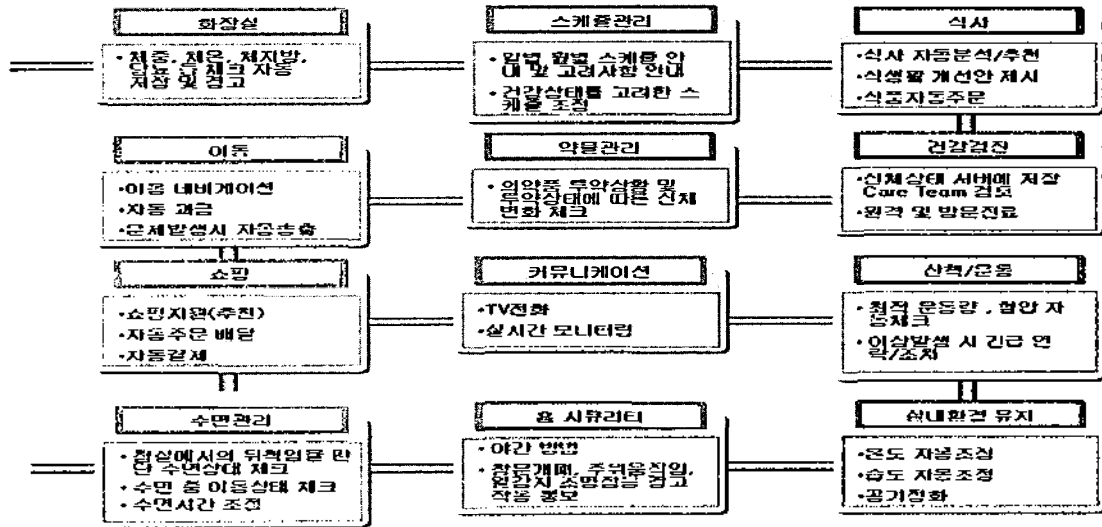 화장실
• 체중, 체온, 체지방,
당뇨 등 체크 자동
저장 및 경고
스케쥴관리
• 일별 월별 스케쥴 안
내 및 고려사항 안내
• 건강상태를 고려한 스
케쥴 조정
식사
•식사 자동분석/추천
•식생활 개선안 제시
•식품자동주문
이동
•이동 네비게이션
•자동 과금
•문제발생시 자동호출
약물관리
• 의약품 투약상황 및
투약상태에 따른 신체
변화 체크
건강검진
•신체상태 서버에 저장
Care Team 검토
•원격 및 방문진료
쇼핑
•쇼핑지원(추천)
•자동주문 배달
•자동결제
커뮤니케이션
•TV전화
•실시간 모니터링
산책/운동
• 최적 운동량 , 혈압 자
동체크
• 이상발생 시 긴급 연
락/조치
수면관리
• 침실에서의 뒤척임을 판
단 수면상태 체크
• 수면 중 이동상태 체크
• 수면시간 조정
홈 시큐리티
• 야간 방범
• 창문개폐, 주위움직임,
조명점등 경고
작동 통보
실내환경 유지
•온도 자동조정
•습도 자동조정
•공기정화